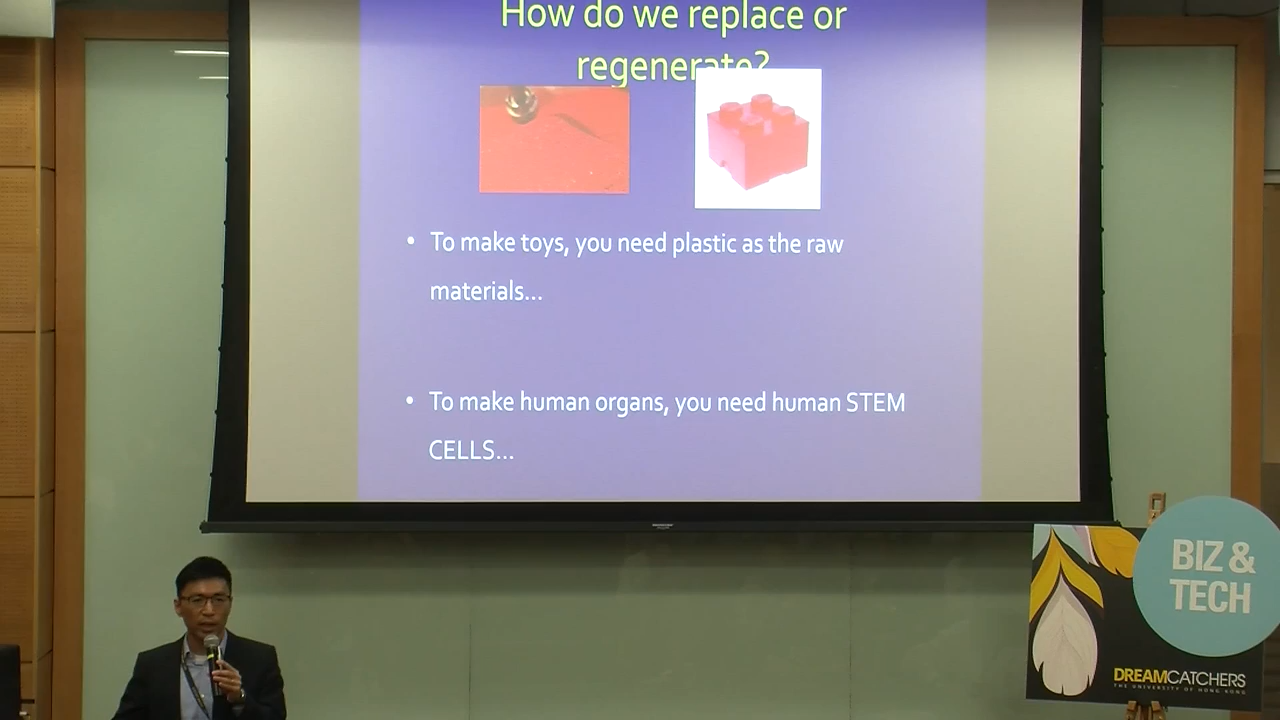 How do we replace or
regenerate?
• To make toys, you need plastic as the raw
materials...
• To make human organs, you need human STEM
CELLS...
BIZ &
TECH
DREAMCATCHERS
THE UNIVERSITY OF HONG KONG